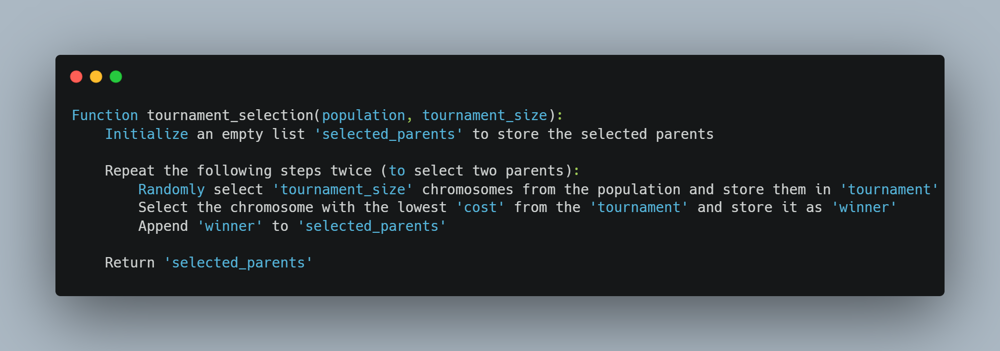 Function tournament_selection(population, tournament_size):
    Initialize an empty list 'selected_parents' to store the selected parents

    Repeat the following steps twice (to select two parents):
        Randomly select 'tournament_size' chromosomes from the population and store them in 'tournament'
        Select the chromosome with the lowest 'cost' from the 'tournament' and store it as 'winner'
        Append 'winner' to 'selected_parents'

    Return 'selected_parents'